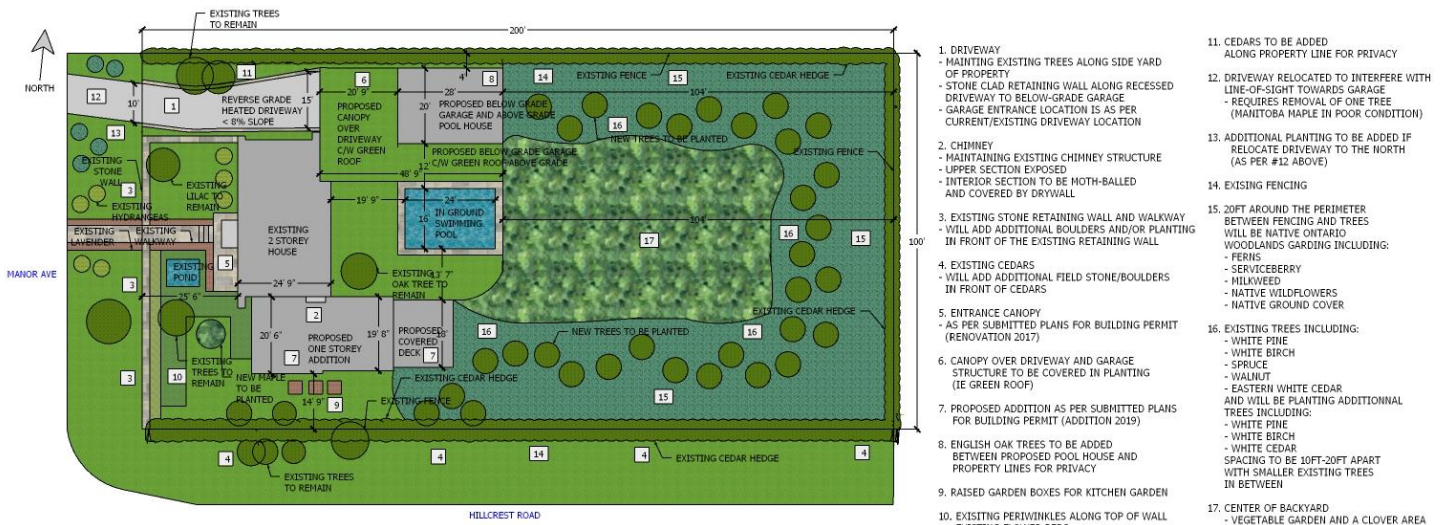 EXISTING TREES
TO REMAIN
200'
NORTH
12
10'
1
11
REVERSE GRADE
HEATED DRIVEWAY
< 8% SLOPE
15'
6
20' 9"
PROPOSED
CANOPY
OVER
DRIVEWAY
C/W GREEN
ROOF
4'
8
28'
20'
PROPOSED BELOW GRADE
GARAGE AND ABOVE GRADE
POOL HOUSE
14
EXISTING FENCE
15
EXISTING CEDAR HEDGE
104'
16
NEW TREES TO BE PLANTED
EXISTING FENCE
13
EXISTING
STONE
WALL
3
EXISTING
LILAC TO
REMAIN
EXISTING
HYDRANGEAS
PROPOSED BELOW GRADE GARAGE
C/W GREEN ROOF ABOVE GRADE
12'
48' 9"
19' 9"
24'
16'
IN GROUND
SWIMMING
POOL
104'
17
16
15
100'
EXISTING
LAVENDER
EXISTING
WALKWAY
EXISTING
2 STOREY
HOUSE
5
MANOR AVE
EXISTING
POND
3
25' 6"
24' 9"
EXISTING
OAK TREE TO
REMAIN
13' 7"
2
20' 6"
19' 8"
PROPOSED
ONE STOREY
ADDITION
7
PROPOSED
COVERED
DECK
18'
7
16
NEW TREES TO BE PLANTED
16
EXISTING CEDAR HEDGE
3
10
EXISTING
TREES TO
REMAIN
NEW MAPLE
TO BE
PLANTED
14' 9"
9
EXISTING CEDAR HEDGE
EXISTING FENCE
15
4
EXISTING TREES
TO REMAIN
4
14
4
EXISTING CEDAR HEDGE
4
HILLCREST ROAD
1. DRIVEWAY
- MAINTING EXISTING TREES ALONG SIDE YARD
OF PROPERTY
- STONE CLAD RETAINING WALL ALONG RECESSED
DRIVEWAY TO BELOW-GRADE GARAGE
- GARAGE ENTRANCE LOCATION IS AS PER
CURRENT/EXISTING DRIVEWAY LOCATION
2. CHIMNEY
- MAINTAINING EXISTING CHIMNEY STRUCTURE
- UPPER SECTION EXPOSED
- INTERIOR SECTION TO BE MOTH-BALLED
AND COVERED BY DRYWALL
3. EXISTING STONE RETAINING WALL AND WALKWAY
- WILL ADD ADDITIONAL BOULDERS AND/OR PLANTING
IN FRONT OF THE EXISTING RETAINING WALL
4. EXISTING CEDARS
- WILL ADD ADDITIONAL FIELD STONE/BOULDERS
IN FRONT OF CEDARS
5. ENTRANCE CANOPY
- AS PER SUBMITTED PLANS FOR BUILDING PERMIT
(RENOVATION 2017)
6. CANOPY OVER DRIVEWAY AND GARAGE
STRUCTURE TO BE COVERED IN PLANTING
(IE GREEN ROOF)
7. PROPOSED ADDITION AS PER SUBMITTED PLANS
FOR BUILDING PERMIT (ADDITION 2019)
8. ENGLISH OAK TREES TO BE ADDED
BETWEEN PROPOSED POOL HOUSE AND
PROPERTY LINES FOR PRIVACY
9. RAISED GARDEN BOXES FOR KITCHEN GARDEN
10. EXISITNG PERIWINKLES ALONG TOP OF WALL
11. CEDARS TO BE ADDED
ALONG PROPERTY LINE FOR PRIVACY
12. DRIVEWAY RELOCATED TO INTERFERE WITH
LINE-OF-SIGHT TOWARDS GARAGE
- REQUIRES REMOVAL OF ONE TREE
(MANITOBA MAPLE IN POOR CONDITION)
13. ADDITIONAL PLANTING TO BE ADDED IF
RELOCATE DRIVEWAY TO THE NORTH
(AS PER #12 ABOVE)
14. EXISING FENCING
15. 20FT AROUND THE PERIMETER
BETWEEN FENCING AND TREES
WILL BE NATIVE ONTARIO
WOODLANDS GARDING INCLUDING:
- FERNS
- SERVICEBERRY
- MILKWEED
- NATIVE WILDFLOWERS
- NATIVE GROUND COVER
16. EXISTING TREES INCLUDING:
- WHITE PINE
- WHITE BIRCH
- SPRUCE
- WALNUT
- EASTERN WHITE CEDAR
AND WILL BE PLANTING ADDITIONNAL
TREES INCLUDING:
- WHITE PINE
- WHITE BIRCH
- WHITE CEDAR
SPACING TO BE 10FT-20FT APART
WITH SMALLER EXISTING TREES
IN BETWEEN
17. CENTER OF BACKYARD
- VEGETABLE GARDEN AND A CLOVER AREA